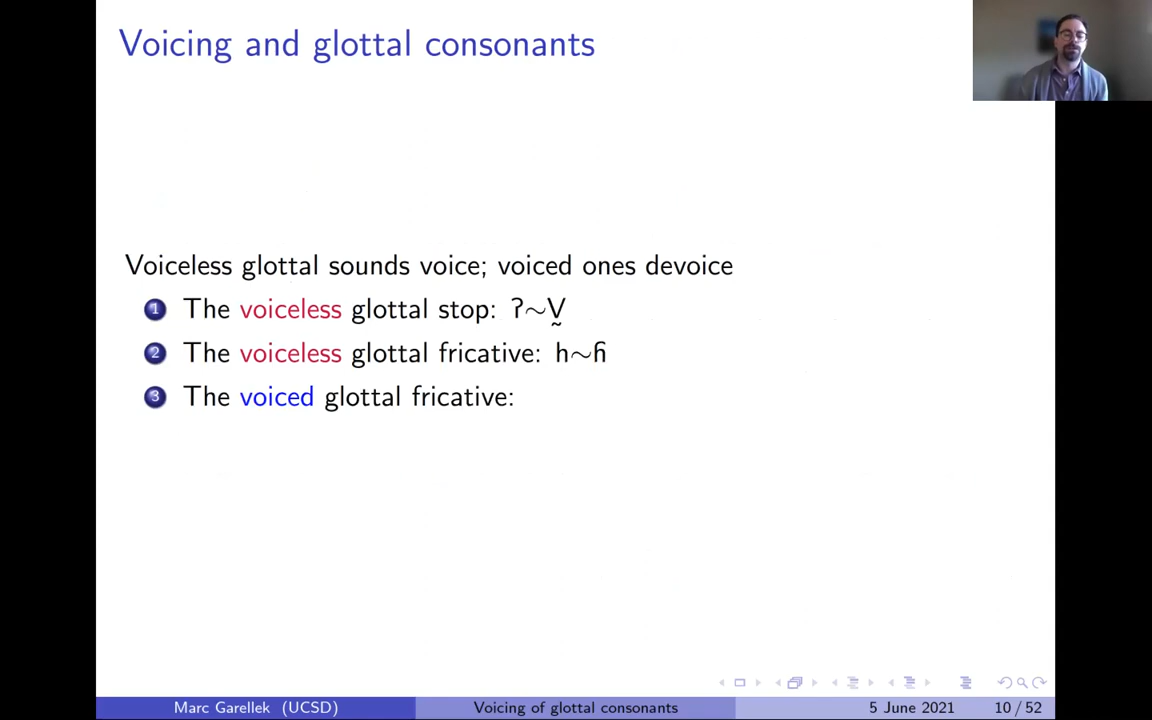 Voicing and glottal consonants
Voiceless glottal sounds voice; voiced ones devoice
1 The voiceless glottal stop: ʔ∼V̰
2 The voiceless glottal fricative: h∼ɦ
3 The voiced glottal fricative:
Marc Garellek (UCSD) Voicing of glottal consonants 5 June 2021 10 / 52